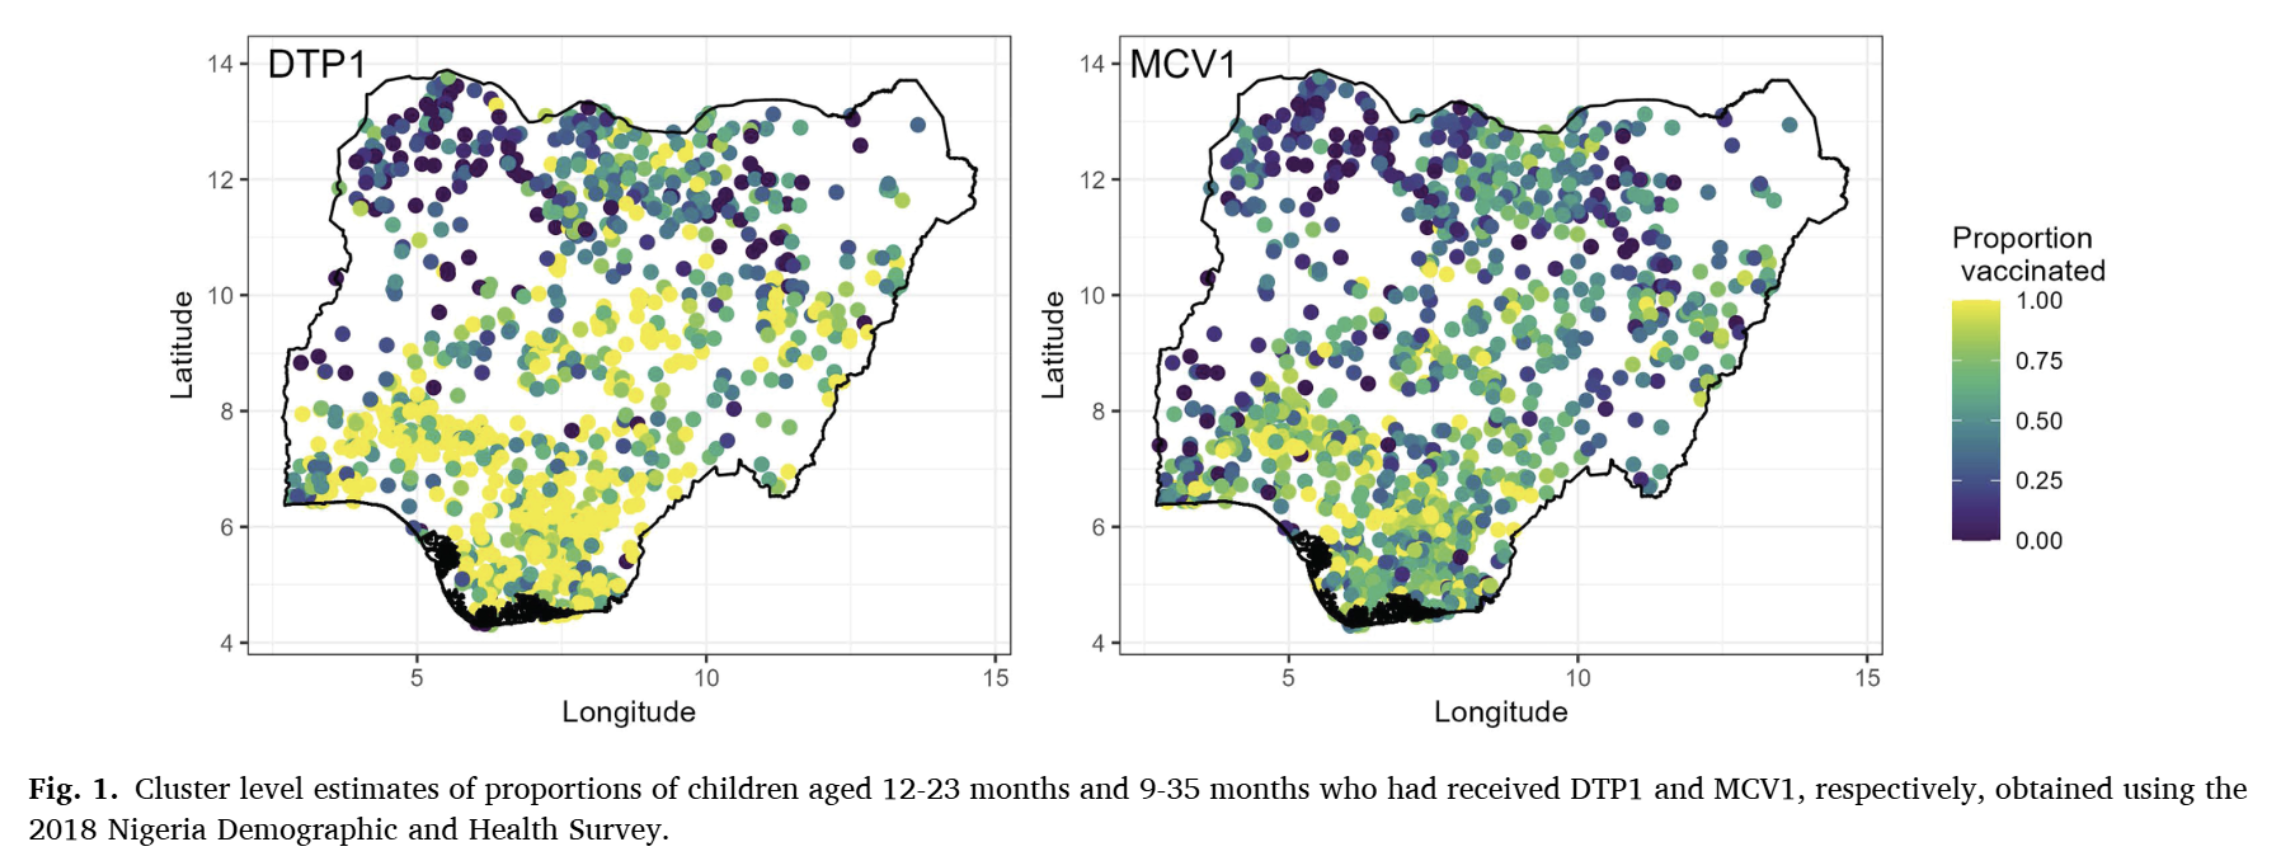 DTP1
14
12
10
8
6
4
Latitude
5
10
15
Longitude
MCV1
14
12
10
8
6
4
Latitude
5
10
15
Longitude
Proportion
vaccinated
1.00
0.75
0.50
0.25
0.00
Fig. 1. Cluster level estimates of proportions of children aged 12-23 months and 9-35 months who had received DTP1 and MCV1, respectively, obtained using the
2018 Nigeria Demographic and Health Survey.